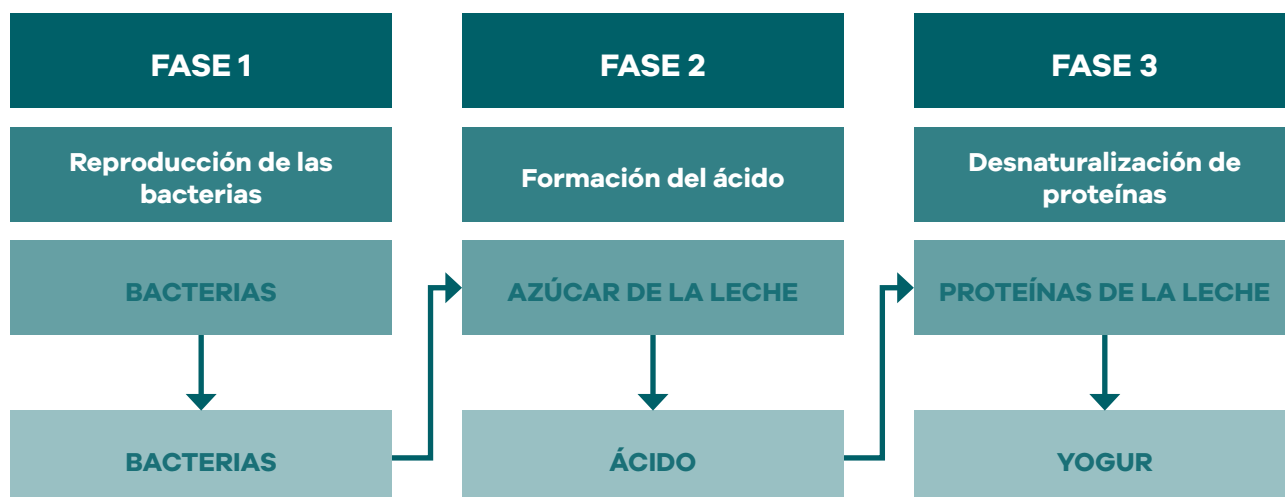 FASE 1
FASE 2
FASE 3
Reproducción de las
bacterias
Formación del ácido
Desnaturalización de
proteínas
BACTERIAS
AZÚCAR DE LA LECHE
PROTEÍNAS DE LA LECHE
BACTERIAS
ÁCIDO
YOGUR